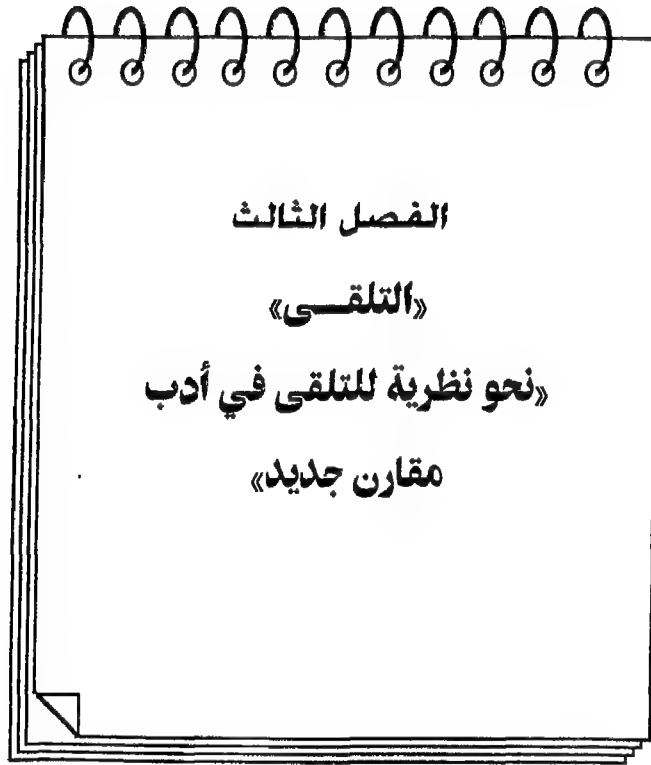 الفصل الثالث
«التلقـــى»
«نحو نظرية للتلقى في أدب
مقارن جديد»